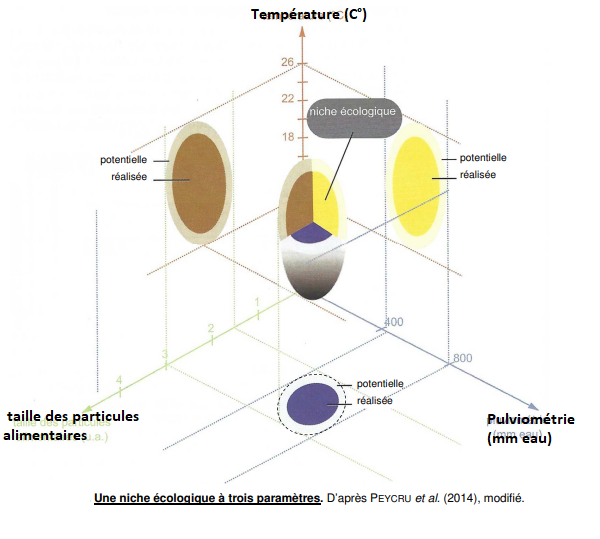 Température (C°)
26
22
niche écologique
18
potentielle
réalisée
potentielle
réalisée
1
400
2
3
800
4
potentielle
réalisée
taille des particules
alimentaires
Pulvométrie
(mm eau)
Une niche écologique à trois paramètres. D'après PEYCRU et al. (2014), modifié.